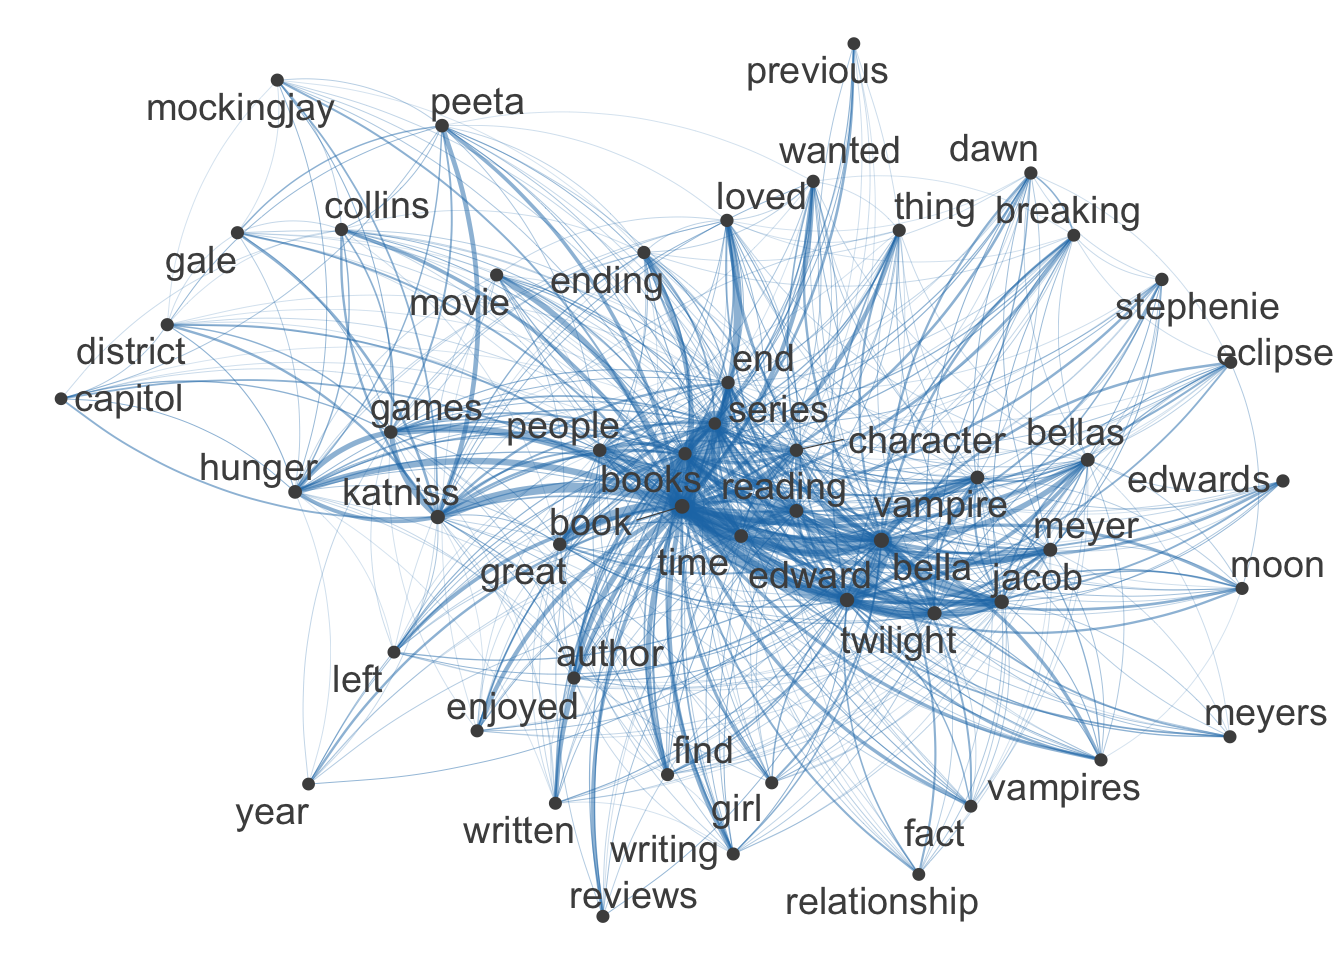 previous
mockingjay
peeta
wanted
dawn
loved
thing
breaking
collins
gale
ending
movie
stephenie
district
end
eclipse
capitol
games
people
series
character
bellas
hunger
katniss
books
reading
vampire
edwards
book
meyer
great
time
edward
bella
jacob
moon
twilight
left
author
enjoyed
find
meyers
year
written
girl
vampires
writing
fact
reviews
relationship